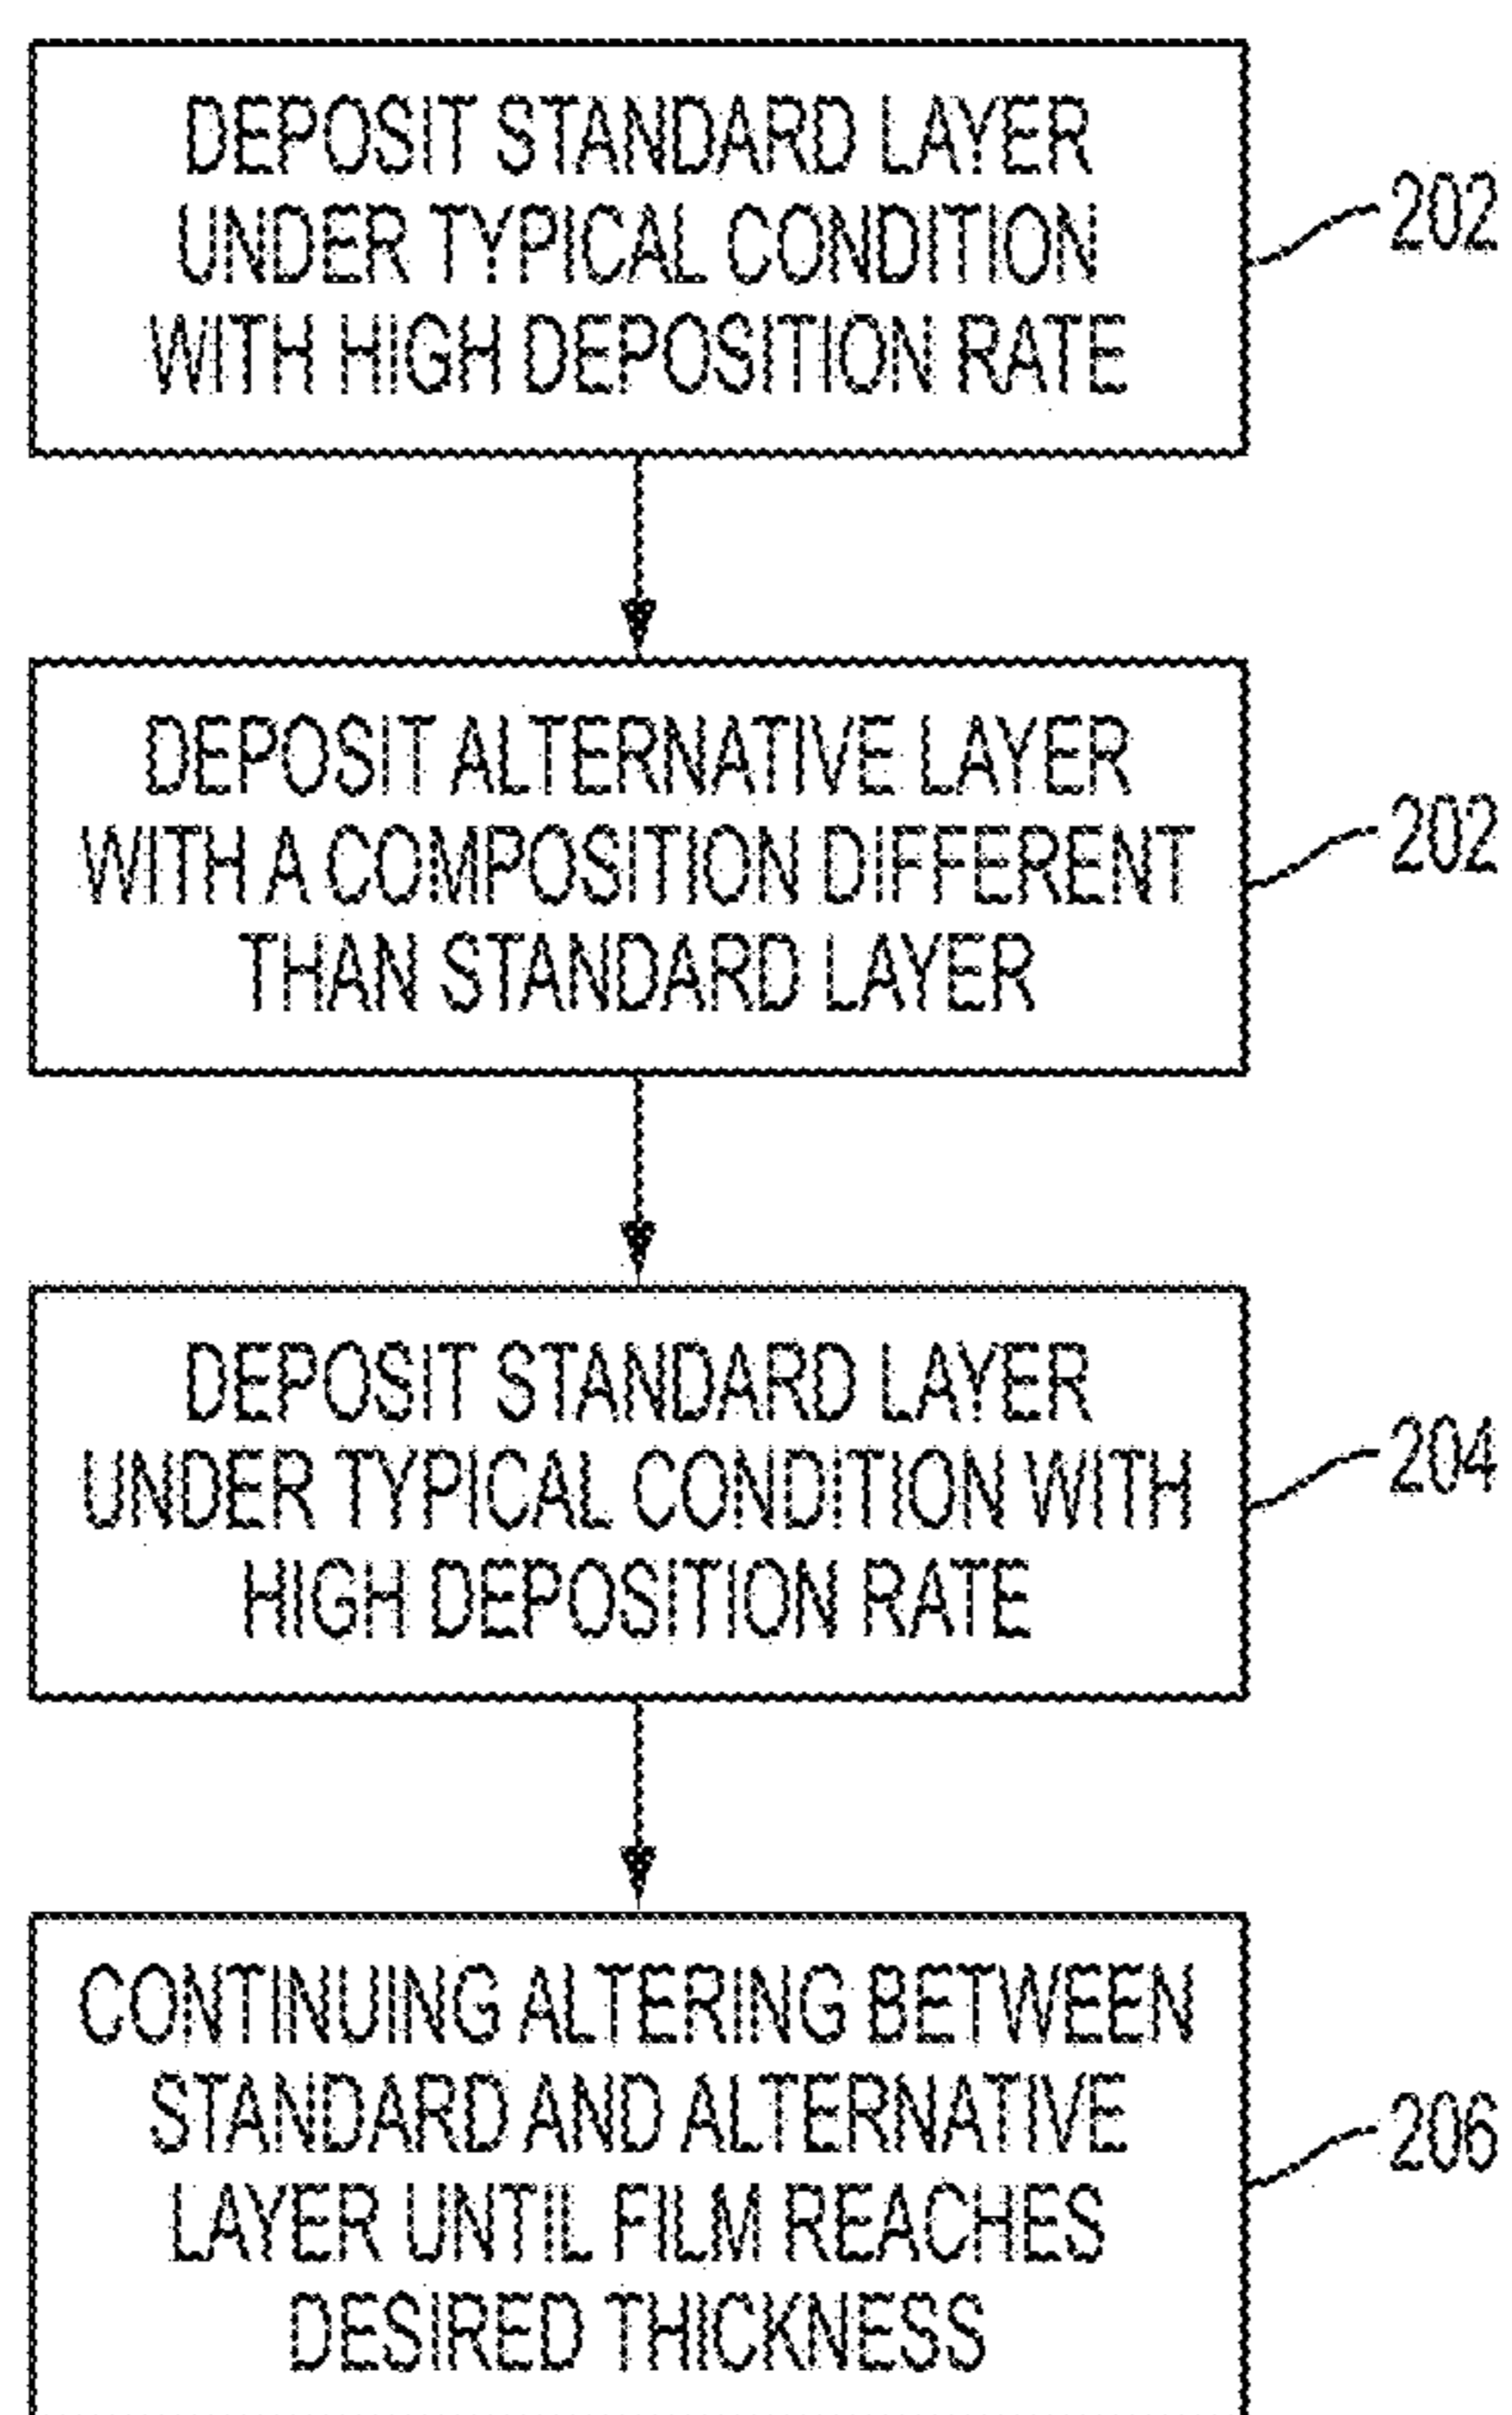 DEPOSIT STANDARD LAYER
UNDER TYPICAL CONDITION
WITH HIGH DEPOSITION RATE
202
DEPOSIT ALTERNATIVE LAYER
WITH A COMPOSITION DIFFERENT
THAN STANDARD LAYER
202
DEPOSIT STANDARD LAYER
UNDER TYPICAL CONDITION WITH
HIGH DEPOSITION RATE
204
CONTINUING ALTERING BETWEEN
STANDARD AND ALTERNATIVE
LAYER UNTIL FILM REACHES
DESIRED THICKNESS
206